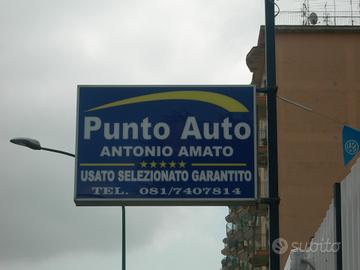 Punto Auto
ANTONIO AMATO
USATO SELEZIONATO GARANTITO
TEL. 081/7407814
subito